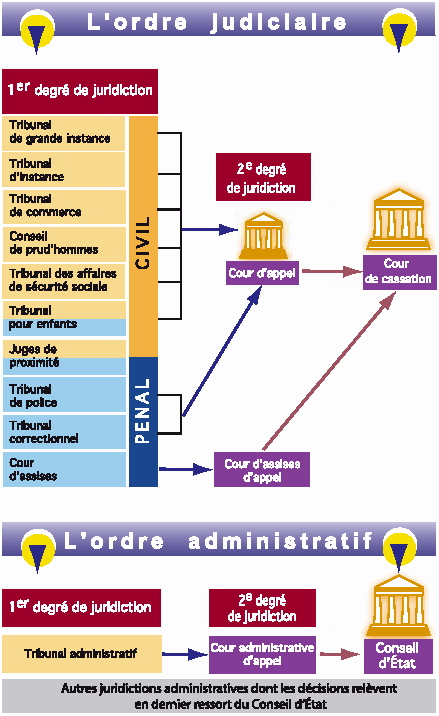 L'ordre judiciaire
1er degré de juridiction
Tribunal
de grande instance
Tribunal
d'instance
Tribunal
de commerce
Conseil
de prud'hommes
Tribunal des affaires
de sécurité sociale
Tribunal
pour enfants
Juges de
proximité
Tribunal
de police
Tribunal
correctionnel
Cour
d'assises
CIVIL
PENAL
2e degré
de juridiction
Cour d'appel
Cour d'assises
d'appel
Cour
de cassation
L'ordre administratif
1er degré de juridiction
2e degré
de juridiction
Tribunal administratif
Cour administrative
d'appel
Conseil
d'État
Autres juridictions administratives dont les décisions relèvent
en dernier ressort du Conseil d'État